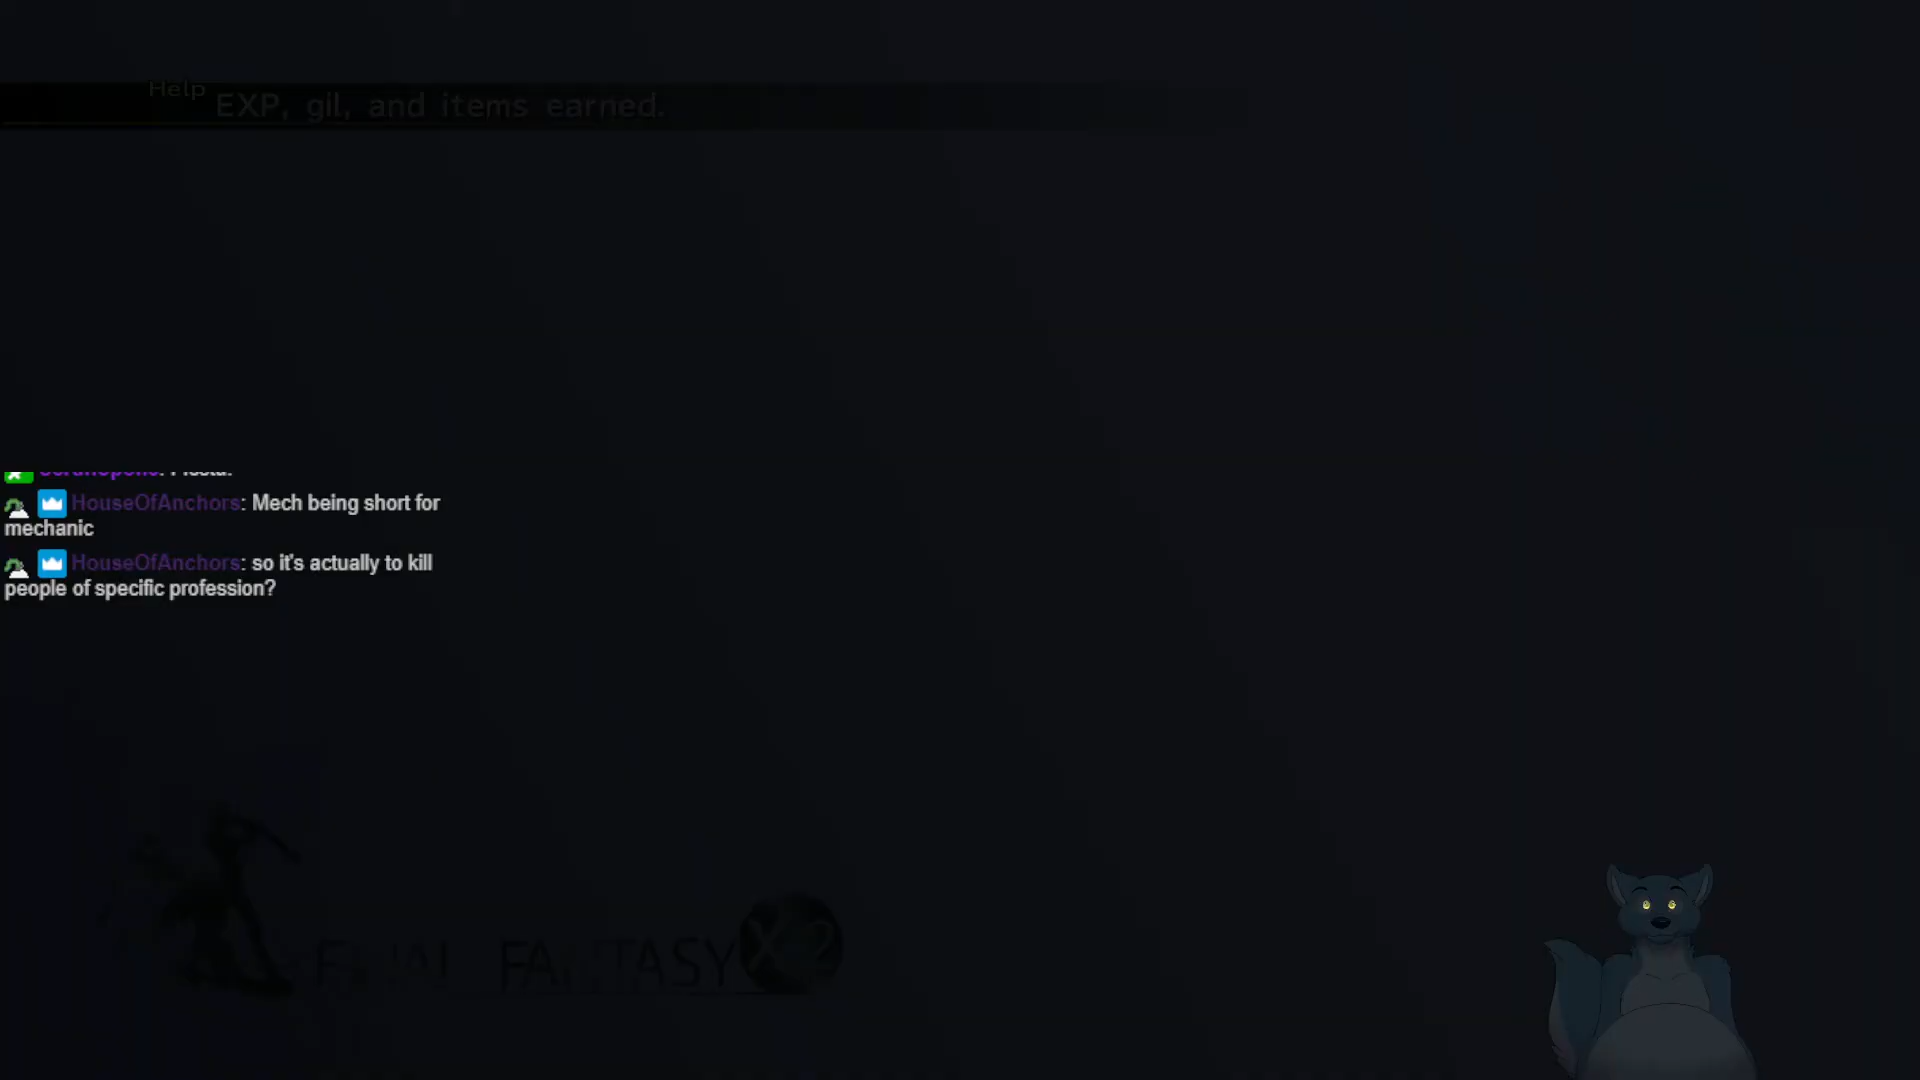 Help
EXP, gil, and items earned.
HouseOfAnchors: Mech being short for
mechanic
HouseOfAnchors: so it's actually to kill
people of specific profession?
FINAL FANTASY X-2